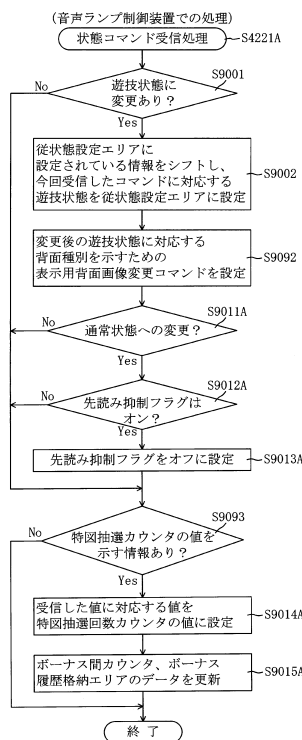 (音声ランプ制御装置での処理)
状態コマンド受信処理
S4221A
S9001
遊技状態に
変更あり？
No
Yes
従状態設定エリアに
設定されている情報をシフトし、
今回受信したコマンドに対応する
遊技状態を従状態設定エリアに設定
S9002
変更後の遊技状態に対応する
背面種別を示すための
表示用背面画像変更コマンドを設定
S9092
S9011A
通常状態への変更？
No
Yes
S9012A
先読み抑制フラグは
オン？
No
Yes
先読み抑制フラグをオフに設定
S9013A
S9093
特図抽選カウンタの値を
示す情報あり？
No
Yes
受信した値に対応する値を
特図抽選回数カウンタの値に設定
S9014A
ボーナス間カウンタ、ボーナス
履歴格納エリアのデータを更新
S9015A
終了